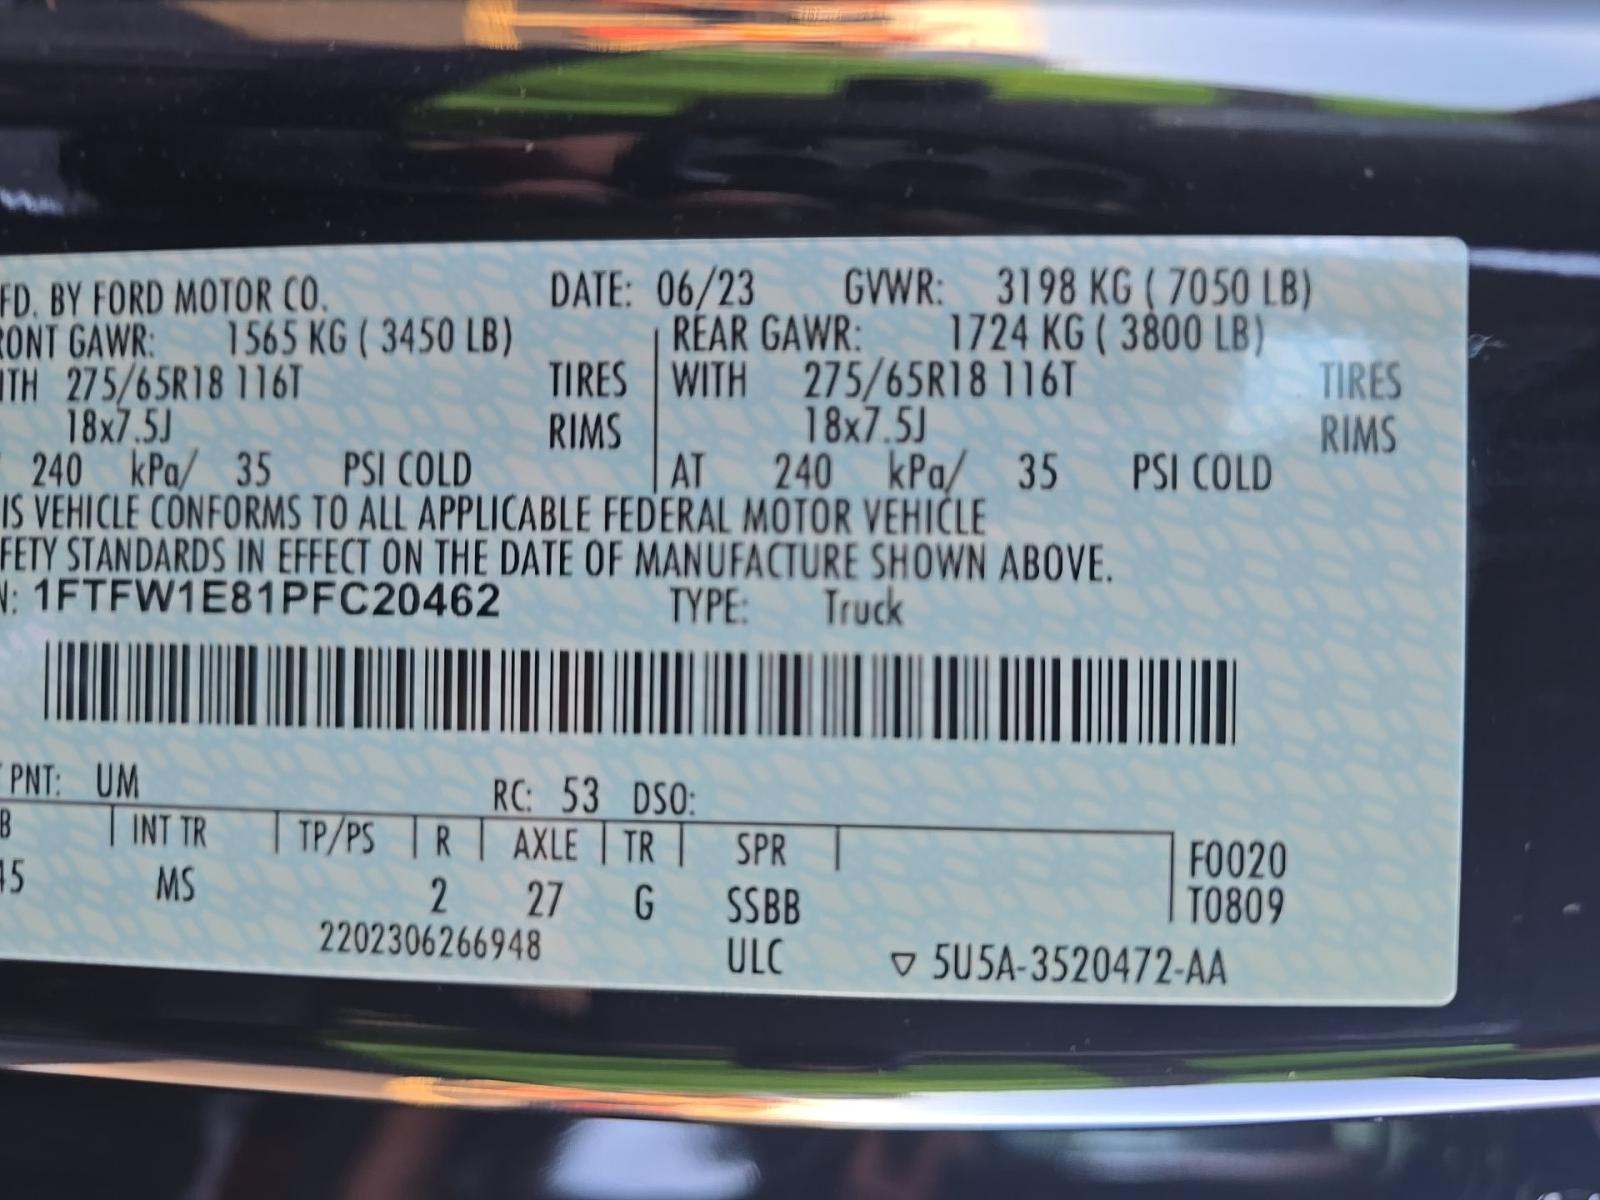 FD. BY FORD MOTOR CO. DATE: 06/23 GVWR: 3198 KG ( 7050 LB)
RONT GAWR: 1565 KG ( 3450 LB) REAR GAWR: 1724 KG ( 3800 LB)
ITH 275/65R18 116T TIRES WITH 275/65R18 116T TIRES
18x7.5J RIMS 18x7.5J RIMS
240 kPa/ 35 PSI COLD AT 240 kPa/ 35 PSI COLD
IS VEHICLE CONFORMS TO ALL APPLICABLE FEDERAL MOTOR VEHICLE
FETY STANDARDS IN EFFECT ON THE DATE OF MANUFACTURE SHOWN ABOVE.
N: 1FTFW1E81PFC20462 TYPE: Truck
PNT: UM RC: 53 DSO:
B INT TR TP/PS R AXLE TR SPR F0020
45 MS 2 27 G SSBB T0809
2202306266948 ULC ▽ 5U5A-3520472-AA